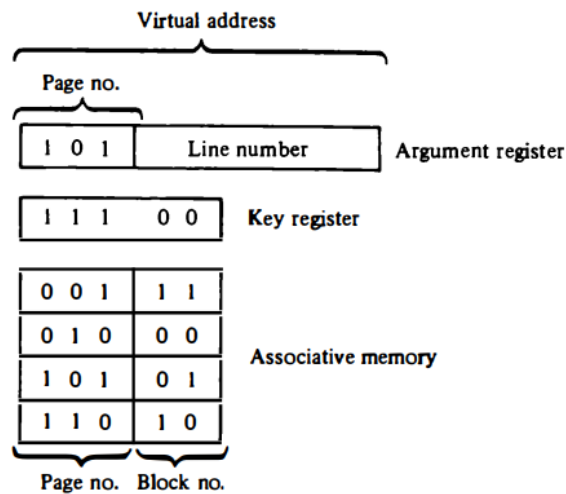 Virtual address
Page no.
1 0 1 Line number Argument register
1 1 1 0 0 Key register
0 0 1 1 1
0 1 0 0 0
Associative memory
1 0 1 0 1
1 1 0 1 0
Page no. Block no.